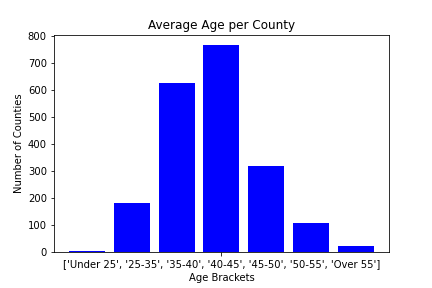 Average Age per County
800
700
600
500
400
300
200
100
0
Number of Counties
['Under 25', '25-35', '35-40', '40-45', '45-50', '50-55', 'Over 55']
Age Brackets